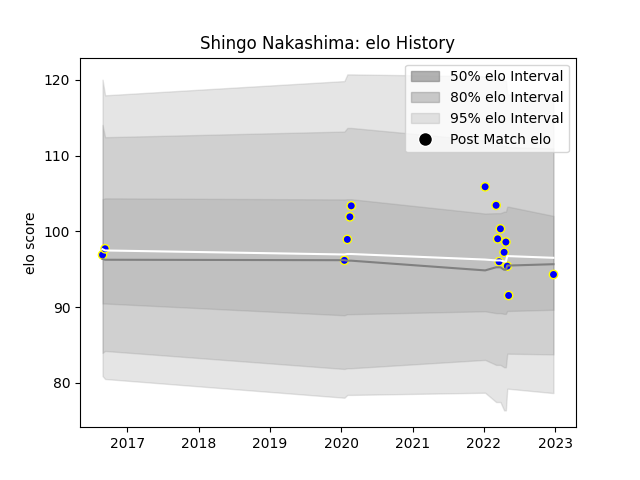 Shingo Nakashima: elo History
50% elo Interval
80% elo Interval
95% elo Interval
Post Match elo
elo score
120
110
100
90
80
2017 2018 2019 2020 2021 2022 2023